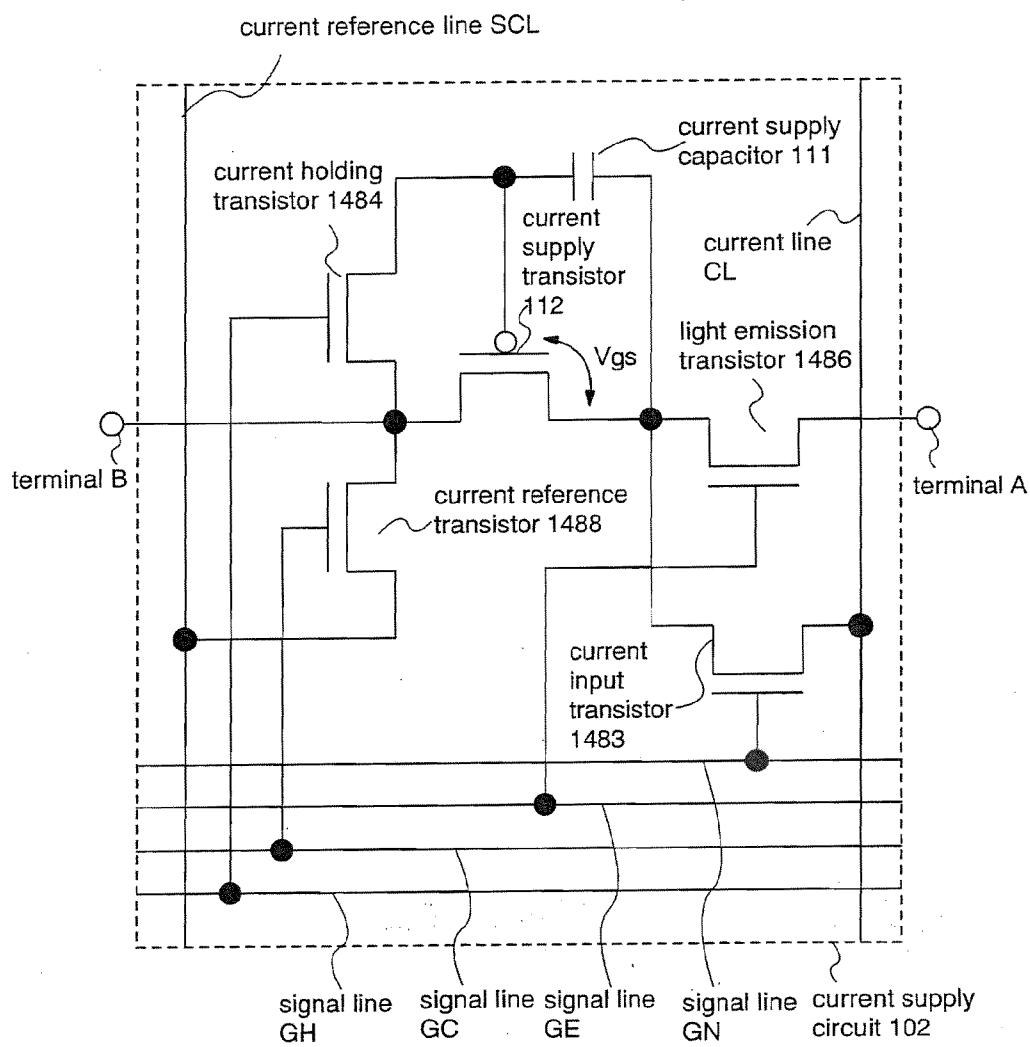 current reference line SCL
current holding
transistor 1484
current supply
capacitor 111
current
supply
transistor
112
current line
CL
Vgs
light emission
transistor 1486
terminal B
terminal A
current reference
transistor 1488
current
input
transistor
1483
signal line
GH
signal line
GC
signal line
GE
signal line
GN
current supply
circuit 102